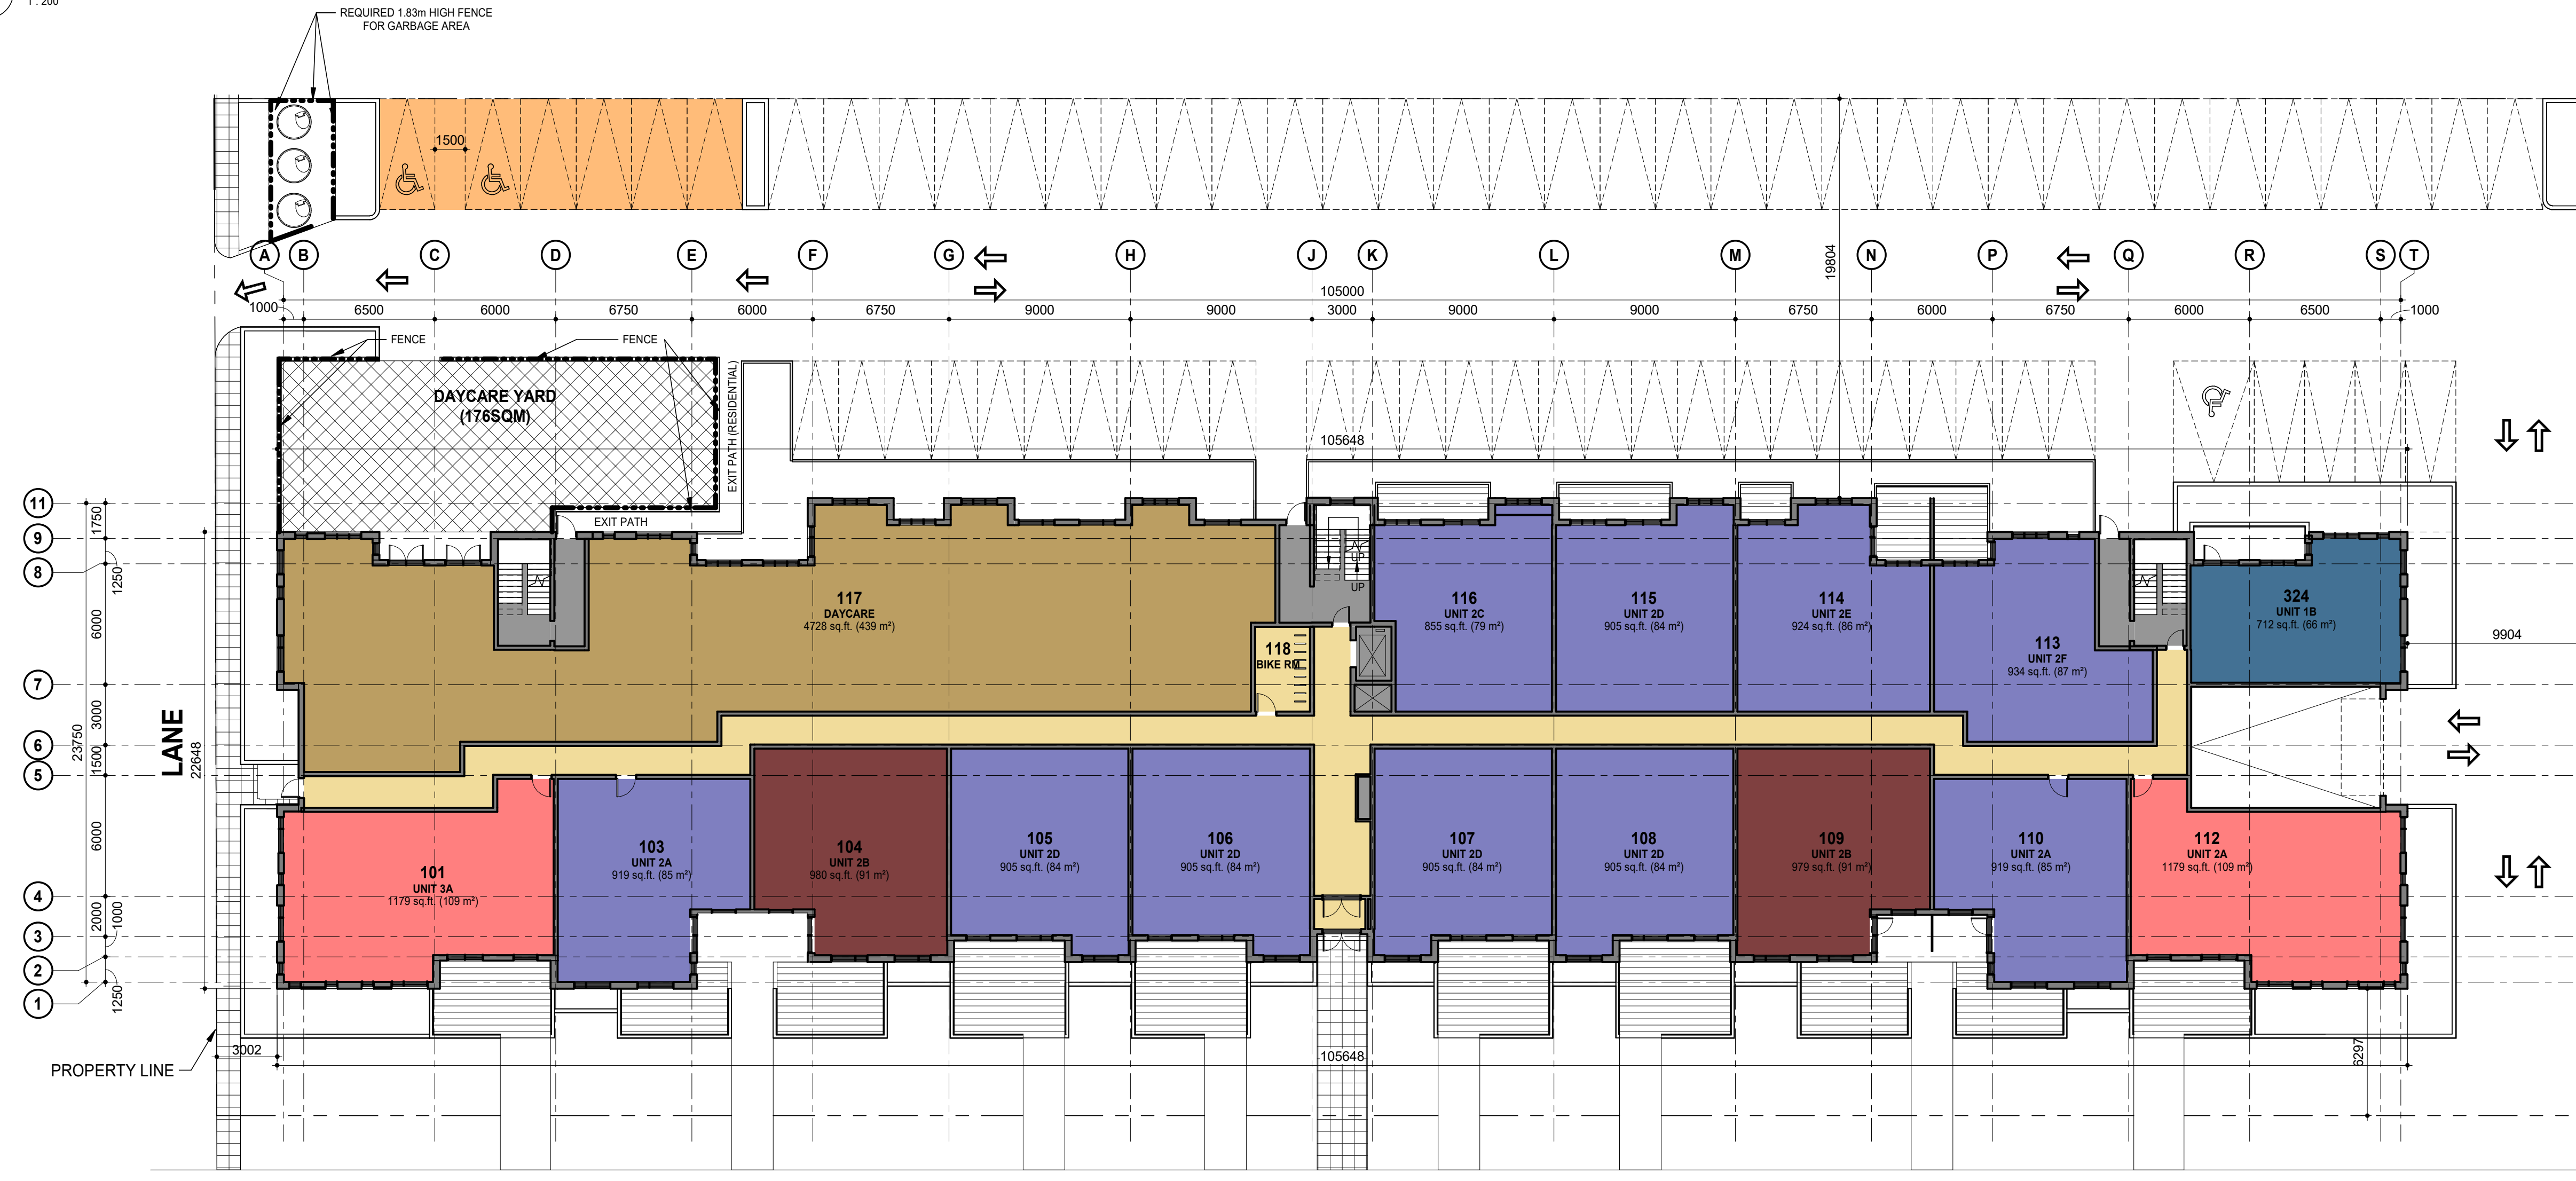 1 : 200
REQUIRED 1.83m HIGH FENCE
FOR GARBAGE AREA
1500
A B C D E F G H J K L M N P Q R S T
19804
105000
1000 6500 6000 6750 6000 6750 9000 9000 3000 9000 9000 6750 6000 6750 6000 6500 1000
FENCE
FENCE
DAYCARE YARD
(176SQM)
EXIT PATH (RESIDENTIAL)
105648
EXIT PATH
11
9
8
7
6
5
4
3
2
1
1750
1250
6000
3000
1500
6000
2000
1000
1250
23750
22648
LANE
117
DAYCARE
4728 sq.ft. (439 m²)
118
BIKE RM
UP
UP
116
UNIT 2C
855 sq.ft. (79 m²)
115
UNIT 2D
905 sq.ft. (84 m²)
114
UNIT 2E
924 sq.ft. (86 m²)
113
UNIT 2F
934 sq.ft. (87 m²)
324
UNIT 1B
712 sq.ft. (66 m²)
9904
101
UNIT 3A
1179 sq.ft. (109 m²)
103
UNIT 2A
919 sq.ft. (85 m²)
104
UNIT 2B
980 sq.ft. (91 m²)
105
UNIT 2D
905 sq.ft. (84 m²)
106
UNIT 2D
905 sq.ft. (84 m²)
107
UNIT 2D
905 sq.ft. (84 m²)
108
UNIT 2D
905 sq.ft. (84 m²)
109
UNIT 2B
979 sq.ft. (91 m²)
110
UNIT 2A
919 sq.ft. (85 m²)
112
UNIT 2A
1179 sq.ft. (109 m²)
3002
105648
6297
PROPERTY LINE